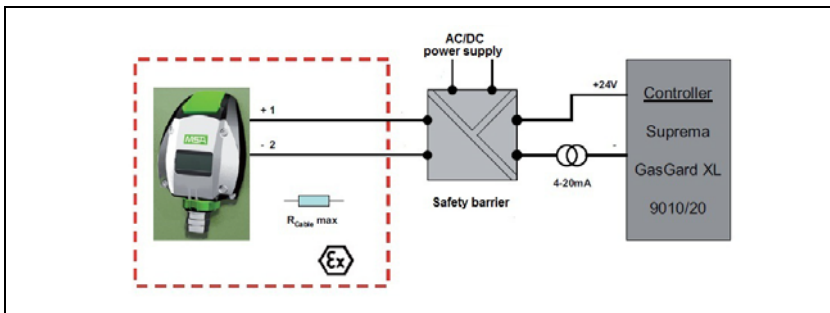 AC/DC
power supply
+24V
Controller
+ 1
MSA
Suprema
- 2
-
GasGard XL
4-20mA
Safety barrier
9010/20
RCable max
εx